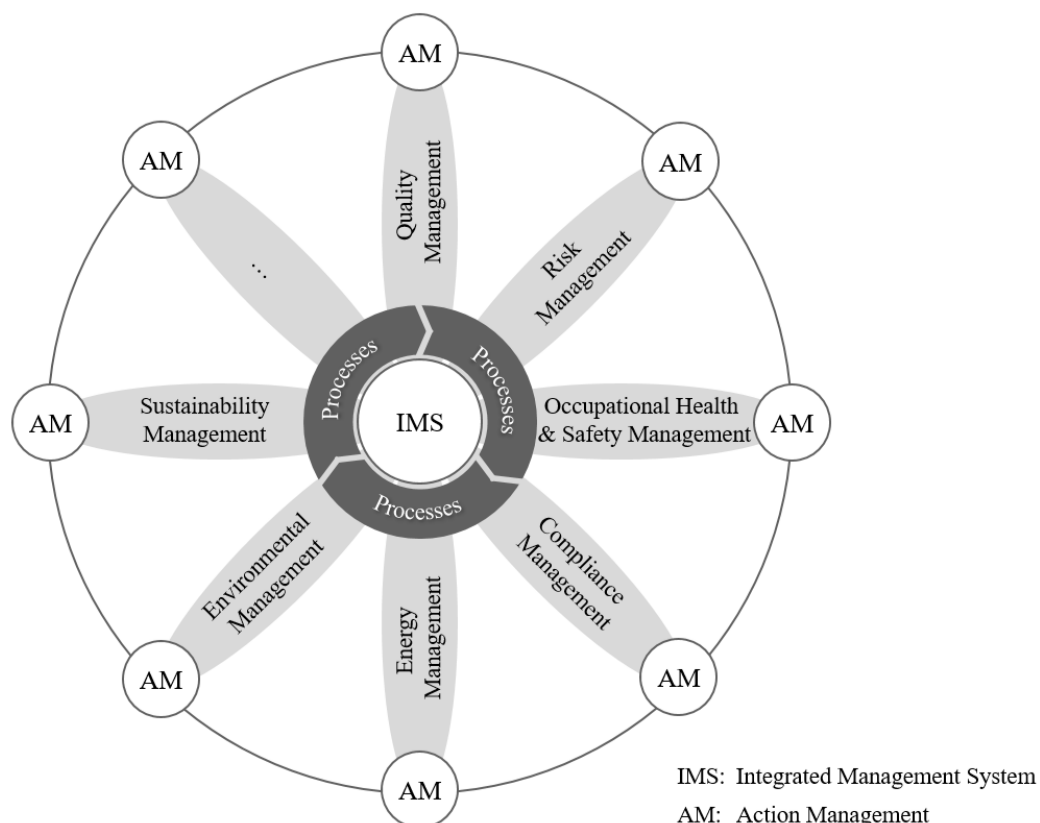 AM
AM
AM
Quality
Management
Risk
Management
…
Processes
Processes
AM
Sustainability
Management
IMS
Occupational Health
& Safety Management
AM
Processes
Environmental
Management
Compliance
Management
Energy
Management
AM
AM
AM
IMS: Integrated Management System
AM: Action Management